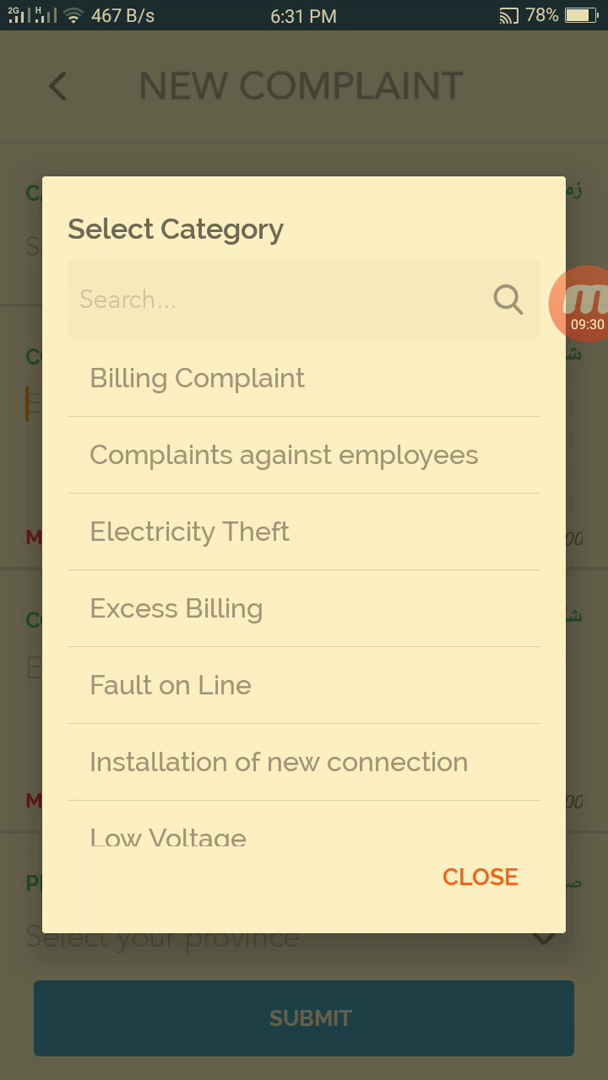 2G H 467 B/s 6:31 PM 78%
NEW COMPLAINT
Select Category
Search...
09:30
Billing Complaint
Complaints against employees
Electricity Theft
Excess Billing
Fault on Line
Installation of new connection
Low Voltage
CLOSE
Select your province
SUBMIT